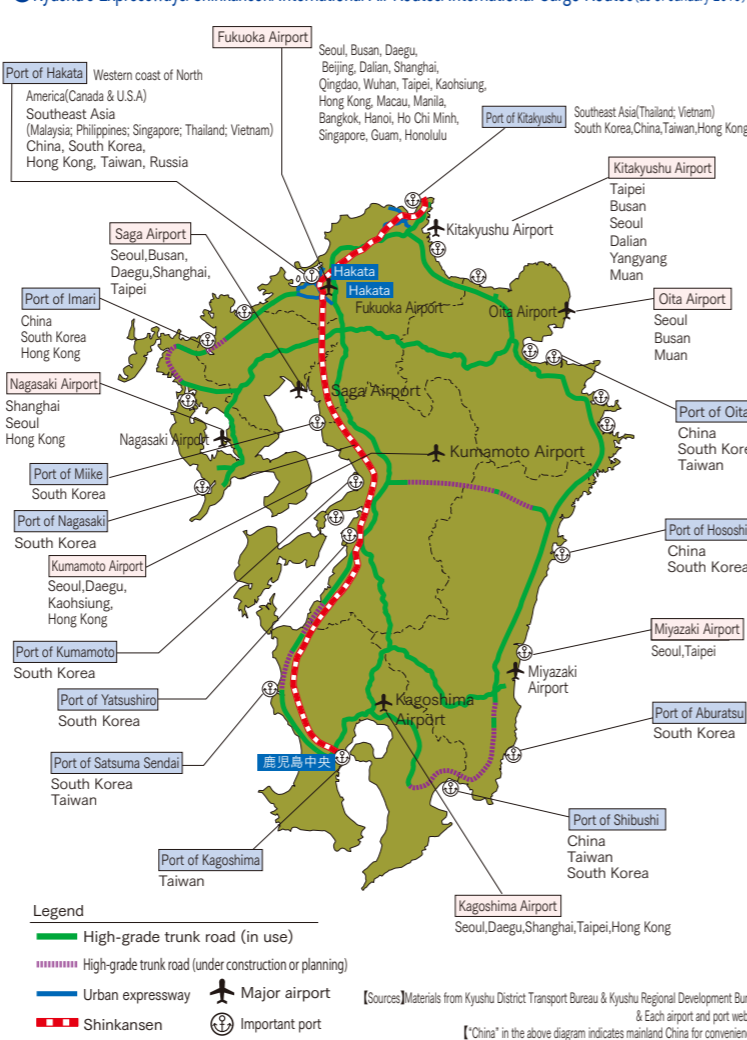 Fukuoka Airport
Seoul, Busan, Daegu,
Beijing, Dalian, Shanghai,
Qingdao, Wuhan, Taipei, Kaohsiung,
Hong Kong, Macau, Manila,
Bangkok, Hanoi, Ho Chi Minh,
Singapore, Guam, Honolulu
Port of Hakata
Western coast of North
America(Canada & U.S.A)
Southeast Asia
(Malaysia; Philippines; Singapore; Thailand; Vietnam)
China, South Korea,
Hong Kong, Taiwan, Russia
Port of Kitakyushu
Southeast Asia(Thailand; Vietnam)
South Korea,China,Taiwan,Hong Kong
Kitakyushu Airport
Taipei
Busan
Seoul
Dalian
Yangyang
Muan
Kitakyushu Airport
Saga Airport
Seoul,Busan,
Daegu,Shanghai,
Taipei
Hakata
Hakata
Fukuoka Airport
Oita Airport
Oita Airport
Seoul
Busan
Muan
Port of Imari
China
South Korea
Hong Kong
Nagasaki Airport
Shanghai
Seoul
Hong Kong
Nagasaki Airport
Saga Airport
Kumamoto Airport
Port of Oita
China
South Kore
Taiwan
Port of Miike
South Korea
Port of Nagasaki
South Korea
Port of Hososhi
China
South Korea
Kumamoto Airport
Seoul,Daegu,
Kaohsiung,
Hong Kong
Port of Kumamoto
South Korea
Miyazaki Airport
Seoul,Taipei
Miyazaki
Airport
Port of Yatsushiro
South Korea
Kagoshima
Airport
Port of Aburatsu
South Korea
Port of Satsuma Sendai
South Korea
Taiwan
鹿児島中央
Port of Shibushi
China
Taiwan
South Korea
Port of Kagoshima
Taiwan
Kagoshima Airport
Seoul,Daegu,Shanghai,Taipei,Hong Kong
Legend
High-grade trunk road (in use)
High-grade trunk road (under construction or planning)
Urban expressway
Major airport
Shinkansen
Important port
【Sources】Materials from Kyushu District Transport Bureau & Kyushu Regional Development Bur
& Each airport and port web
【"China" in the above diagram indicates mainland China for convenien